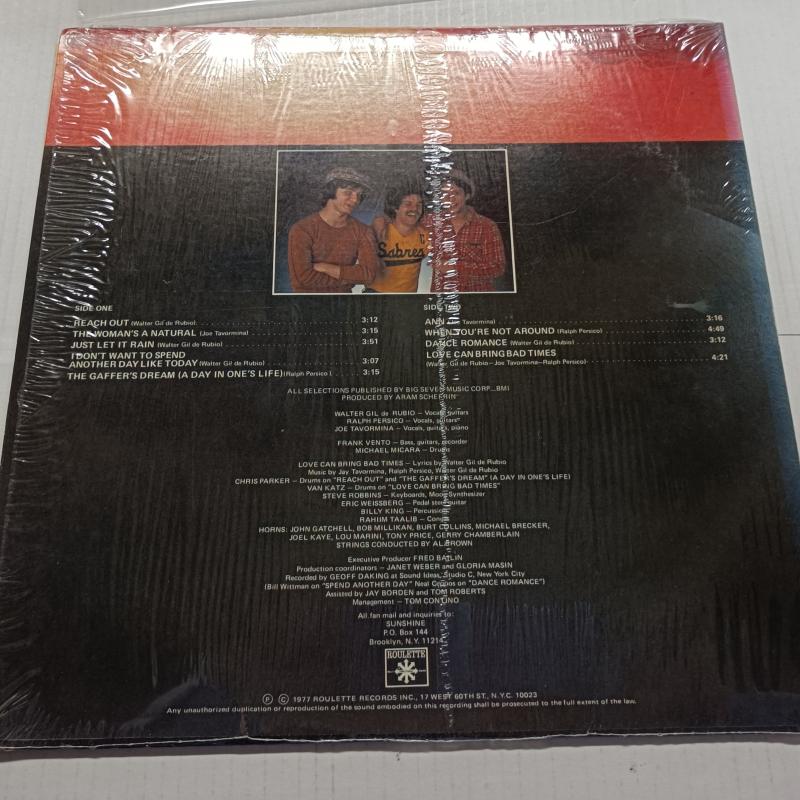 Sabres
SIDE ONE
REACH OUT (Walter Gil de Rubio) 3:12
THE WOMAN'S A NATURAL (Joe Tavormina) 3:15
JUST LET IT RAIN (Walter Gil de Rubio) 3:51
I DON'T WANT TO SPEND
ANOTHER DAY LIKE TODAY (Walter Gil de Rubio) 3:07
THE GAFFER'S DREAM (A DAY IN ONE'S LIFE) (Ralph Persico) 3:15
SIDE TWO
ANN Tavormina) 3:16
WHEN YOU'RE NOT AROUND (Ralph Persico) 4:49
DANCE ROMANCE (Walter Gil de Rubio) 3:12
LOVE CAN BRING BAD TIMES
(Walter Gil de Rubio—Joe Tavormina—Ralph Persico) 4:21
ALL SELECTIONS PUBLISHED BY BIG SEVEN MUSIC CORP...BMI
PRODUCED BY ARAM
WALTER GIL de RUBIO — Vocals, guitars
RALPH PERSICO — Vocals, guitars
JOE TAVORMINA — Vocals, guitars, piano
FRANK VENTO — Bass, guitars, recorder
MICHAEL MICARA — Drums
LOVE CAN BRING BAD TIMES — Lyrics by Walter Gil de Rubio
Music by Jay Tavormina, Ralph Persico, Walter Gil de Rubio
CHRIS PARKER — Drums on "REACH OUT" and "THE GAFFER'S DREAM" (A DAY IN ONE'S LIFE)
VAN KATZ — Drums on "LOVE CAN BRING BAD TIMES"
STEVE ROBBINS — Keyboards, Moog Synthesizer
ERIC WEISSBERG — Pedal steel guitar
BILLY KING — Percussion
RAHIIM TAALIB — Congas
HORNS: JOHN GATCHELL, BOB MILLIKAN, BURT COLLINS, MICHAEL BRECKER,
JOEL KAYE, LOU MARINI, TONY PRICE, GERRY CHAMBERLAIN
STRINGS CONDUCTED BY AL BROWN
Executive Producer FRED BAILIN
Production coordinators — JANET WEBER and GLORIA MASIN
Recorded by GEOFF DAKING at Sound Ideas, Studio C, New York City
(Bill Wittman on "SPEND ANOTHER DAY" Neal on "DANCE ROMANCE")
Assisted by JAY BORDEN and TOM ROBERTS
Management — TOM CONTINO
All fan mail and inquiries to:
SUNSHINE
P.O. Box 144
Brooklyn, N.Y. 11214
ROULETTE
Ⓟ © 1977 ROULETTE RECORDS INC., 17 WEST 60TH ST., N.Y.C. 10023
Any unauthorized duplication or reproduction of the sound embodied on this recording shall be prosecuted to the full extent of the law.